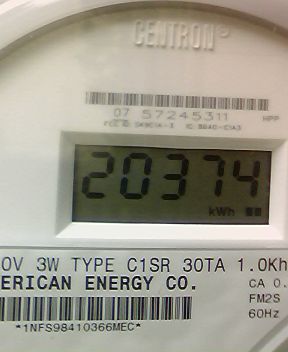 CENTRON®
07 57245311 HPP
20374
kWh
0V 3W TYPE C1SR 30TA 1.0Kh
ERICAN ENERGY CO. CA 0.
FM2S
*1NFS98410366MEC* 60Hz